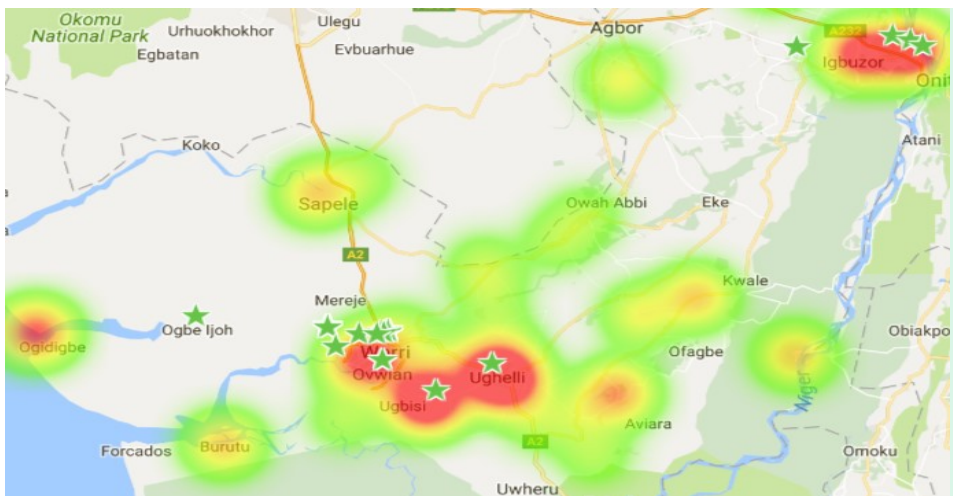 Okomu
National Park
Urhuokhokhor
Ulegu
Egbatan
Evbuarhue
Agbor
A232
Igbuzor
Onit
Atani
Koko
Sapele
Owah Abbi
Eke
A2
Kwale
Mereje
Ogbe Ijoh
Ogidigbe
Obiakpo
Warri
Ovwian
Ofagbe
Ughelli
Niger
Ugbisi
Aviara
Burutu
Forcados
A2
Omoku
Uwheru